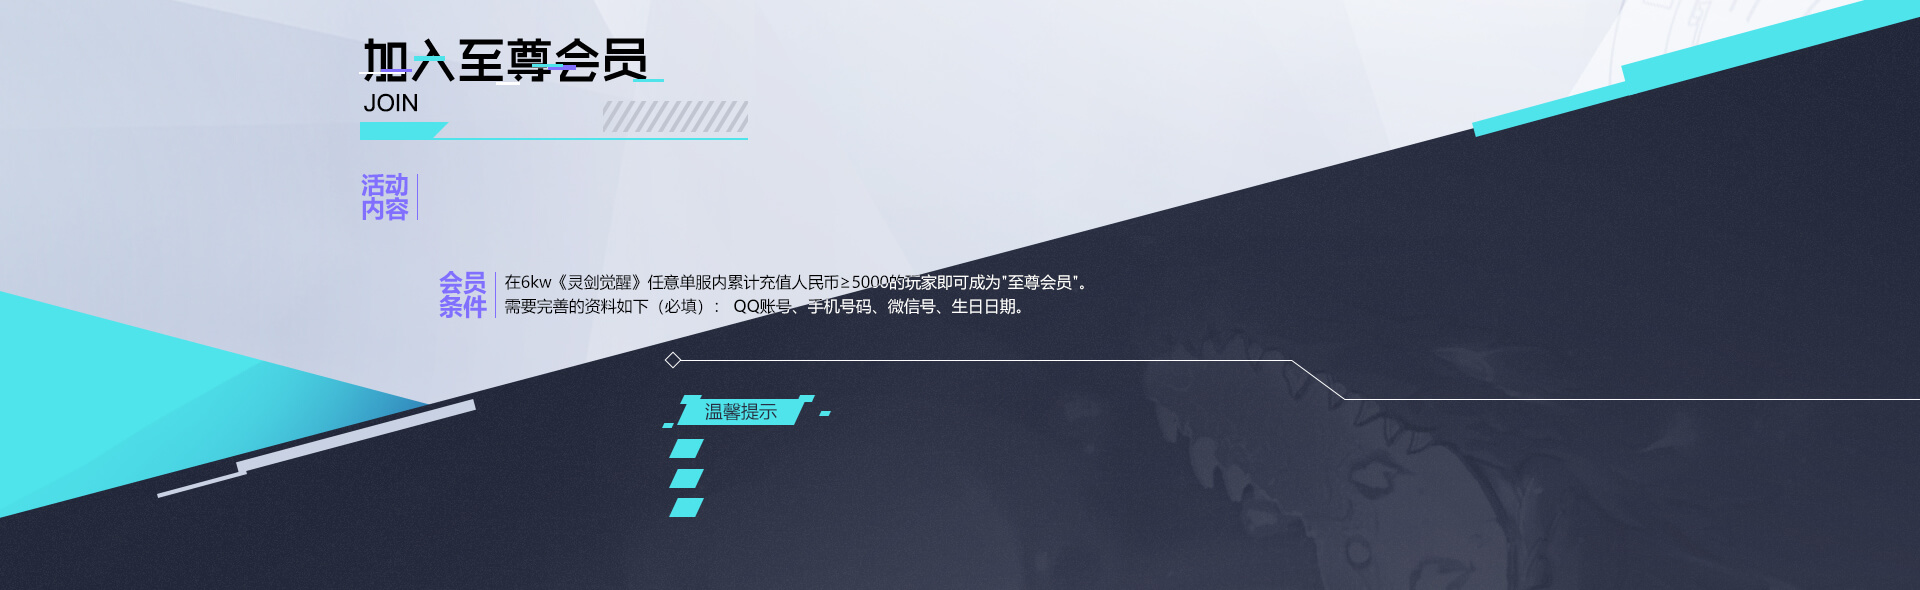 加入至尊会员
JOIN
活动
内容
会员
条件
在6kw《灵剑觉醒》任意单服内累计充值人民币≥5000的玩家即可成为"至尊会员"。
需要完善的资料如下（必填）： QQ账号、手机号码、微信号、生日日期。
温馨提示